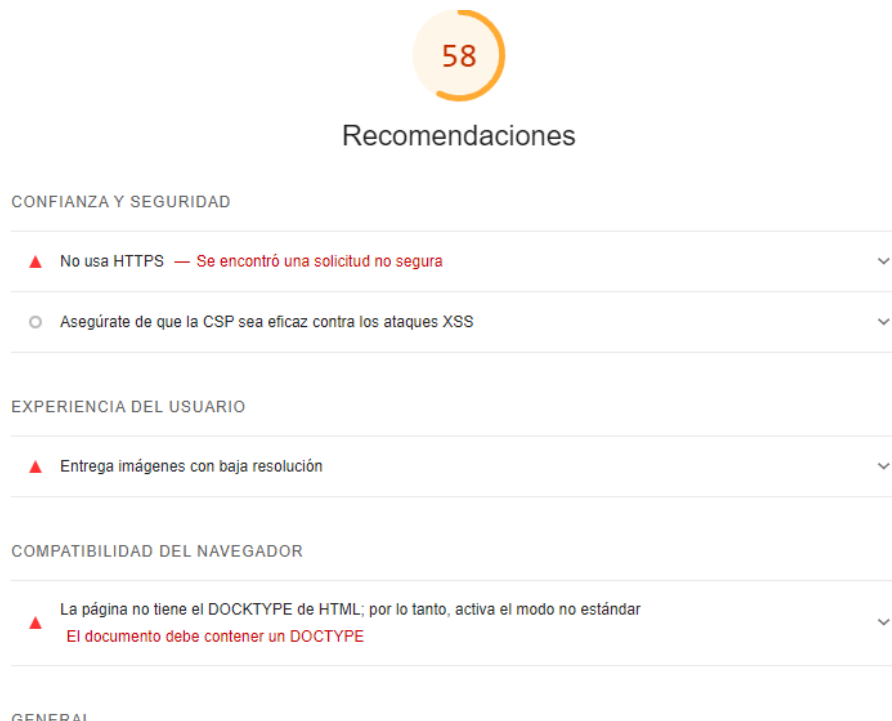 58
Recomendaciones
CONFIANZA Y SEGURIDAD
No usa HTTPS — Se encontró una solicitud no segura
Asegúrate de que la CSP sea eficaz contra los ataques XSS
EXPERIENCIA DEL USUARIO
Entrega imágenes con baja resolución
COMPATIBILIDAD DEL NAVEGADOR
La página no tiene el DOCKTYPE de HTML; por lo tanto, activa el modo no estándar
El documento debe contener un DOCTYPE
GENERAL